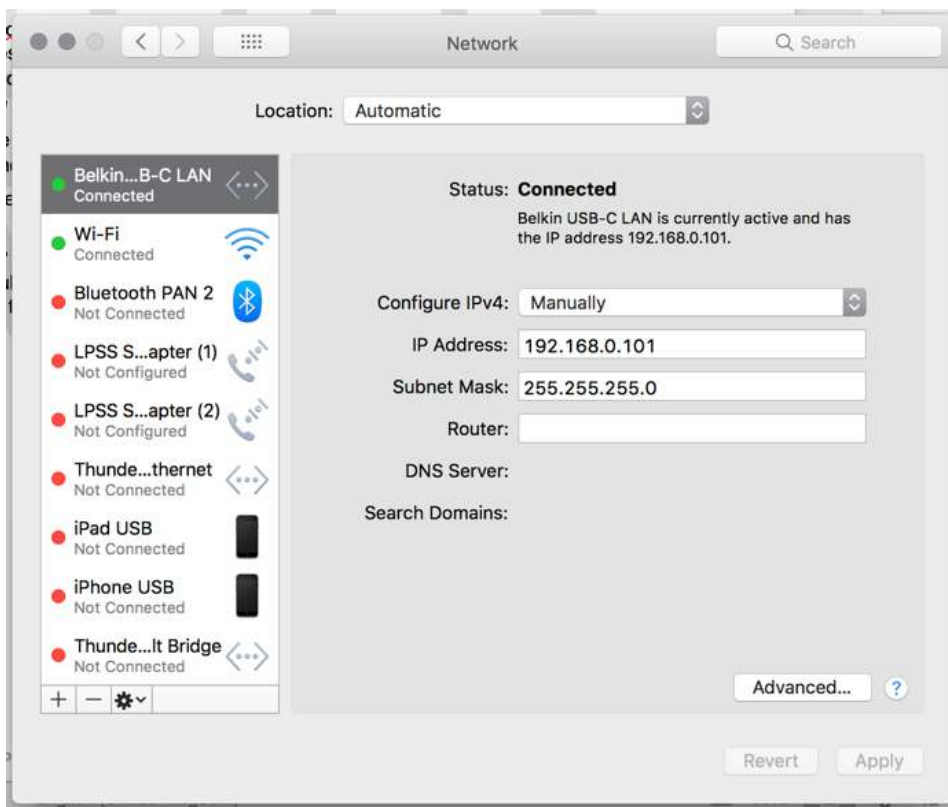 Network
Search
Location: Automatic
Belkin...B-C LAN
Connected
Wi-Fi
Connected
Bluetooth PAN 2
Not Connected
LPSS S...apter (1)
Not Configured
LPSS S...apter (2)
Not Configured
Thunde...thernet
Not Connected
iPad USB
Not Connected
iPhone USB
Not Connected
Thunde...lt Bridge
Not Connected
Status: Connected
Belkin USB-C LAN is currently active and has
the IP address 192.168.0.101.
Configure IPv4: Manually
IP Address: 192.168.0.101
Subnet Mask: 255.255.255.0
Router:
DNS Server:
Search Domains:
Advanced... ?
Revert Apply